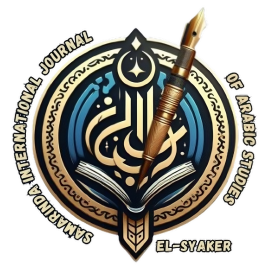 SAMARINDA INTERNATIONAL JOURNAL
OF ARABIC STUDIES
EL-SYAKER